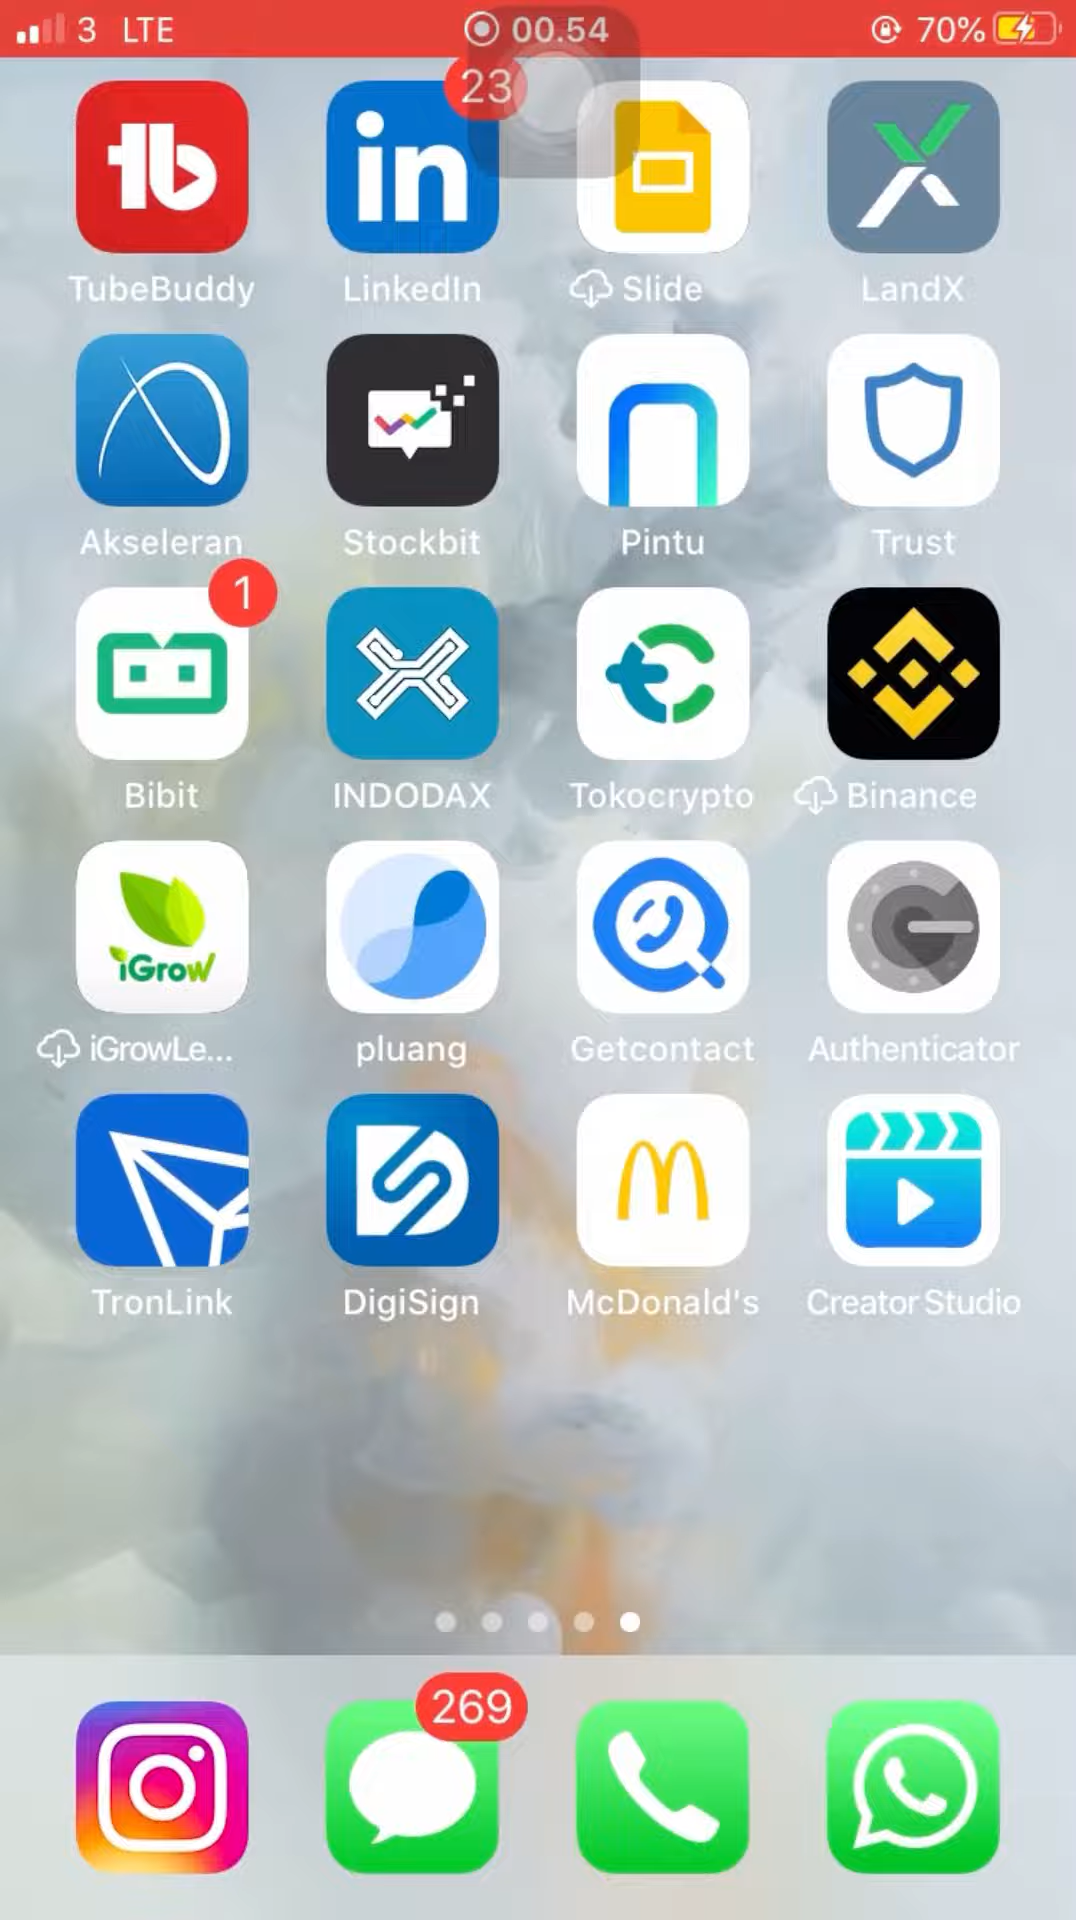 3 LTE 00.54 70%
23
TubeBuddy LinkedIn Slide LandX
Akseleran Stockbit Pintu Trust
1
Bibit INDODAX Tokocrypto Binance
iGrow
iGrowLe... pluang Getcontact Authenticator
TronLink DigiSign McDonald's Creator Studio
269